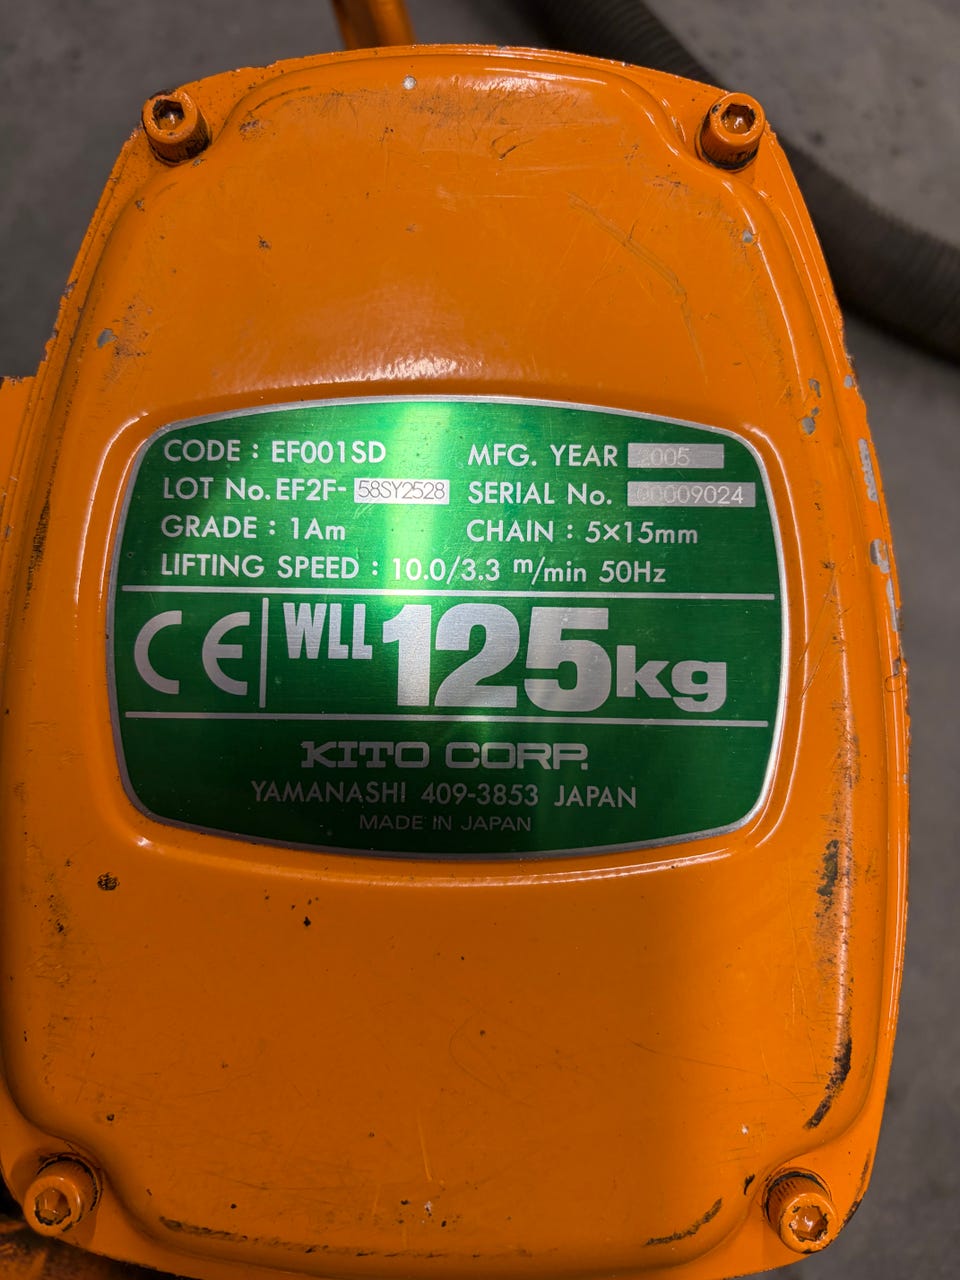 CODE : EF001SD MFG. YEAR 2005
LOT No. EF2F- 58SY2528 SERIAL No. 00009024
GRADE : 1Am CHAIN : 5×15mm
LIFTING SPEED : 10.0/3.3 m/min 50Hz
CE WLL 125kg
KITO CORP.
YAMANASHI 409-3853 JAPAN
MADE IN JAPAN